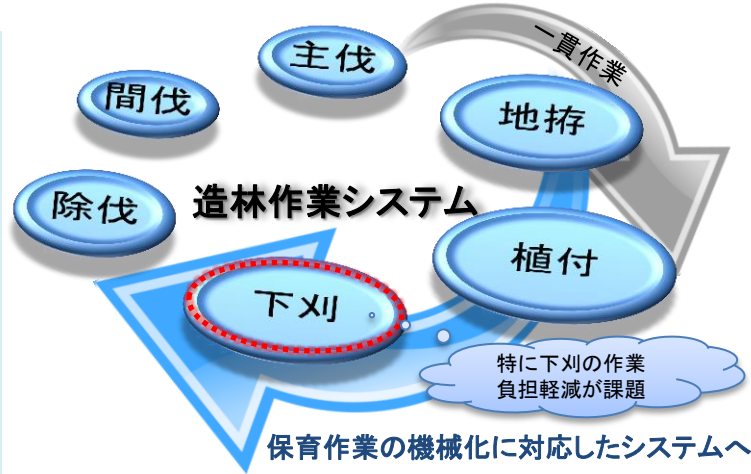 主伐
一貫作業
間伐
地拵
除伐
造林作業システム
植付
下刈
特に下刈の作業
負担軽減が課題
保育作業の機械化に対応したシステムへ